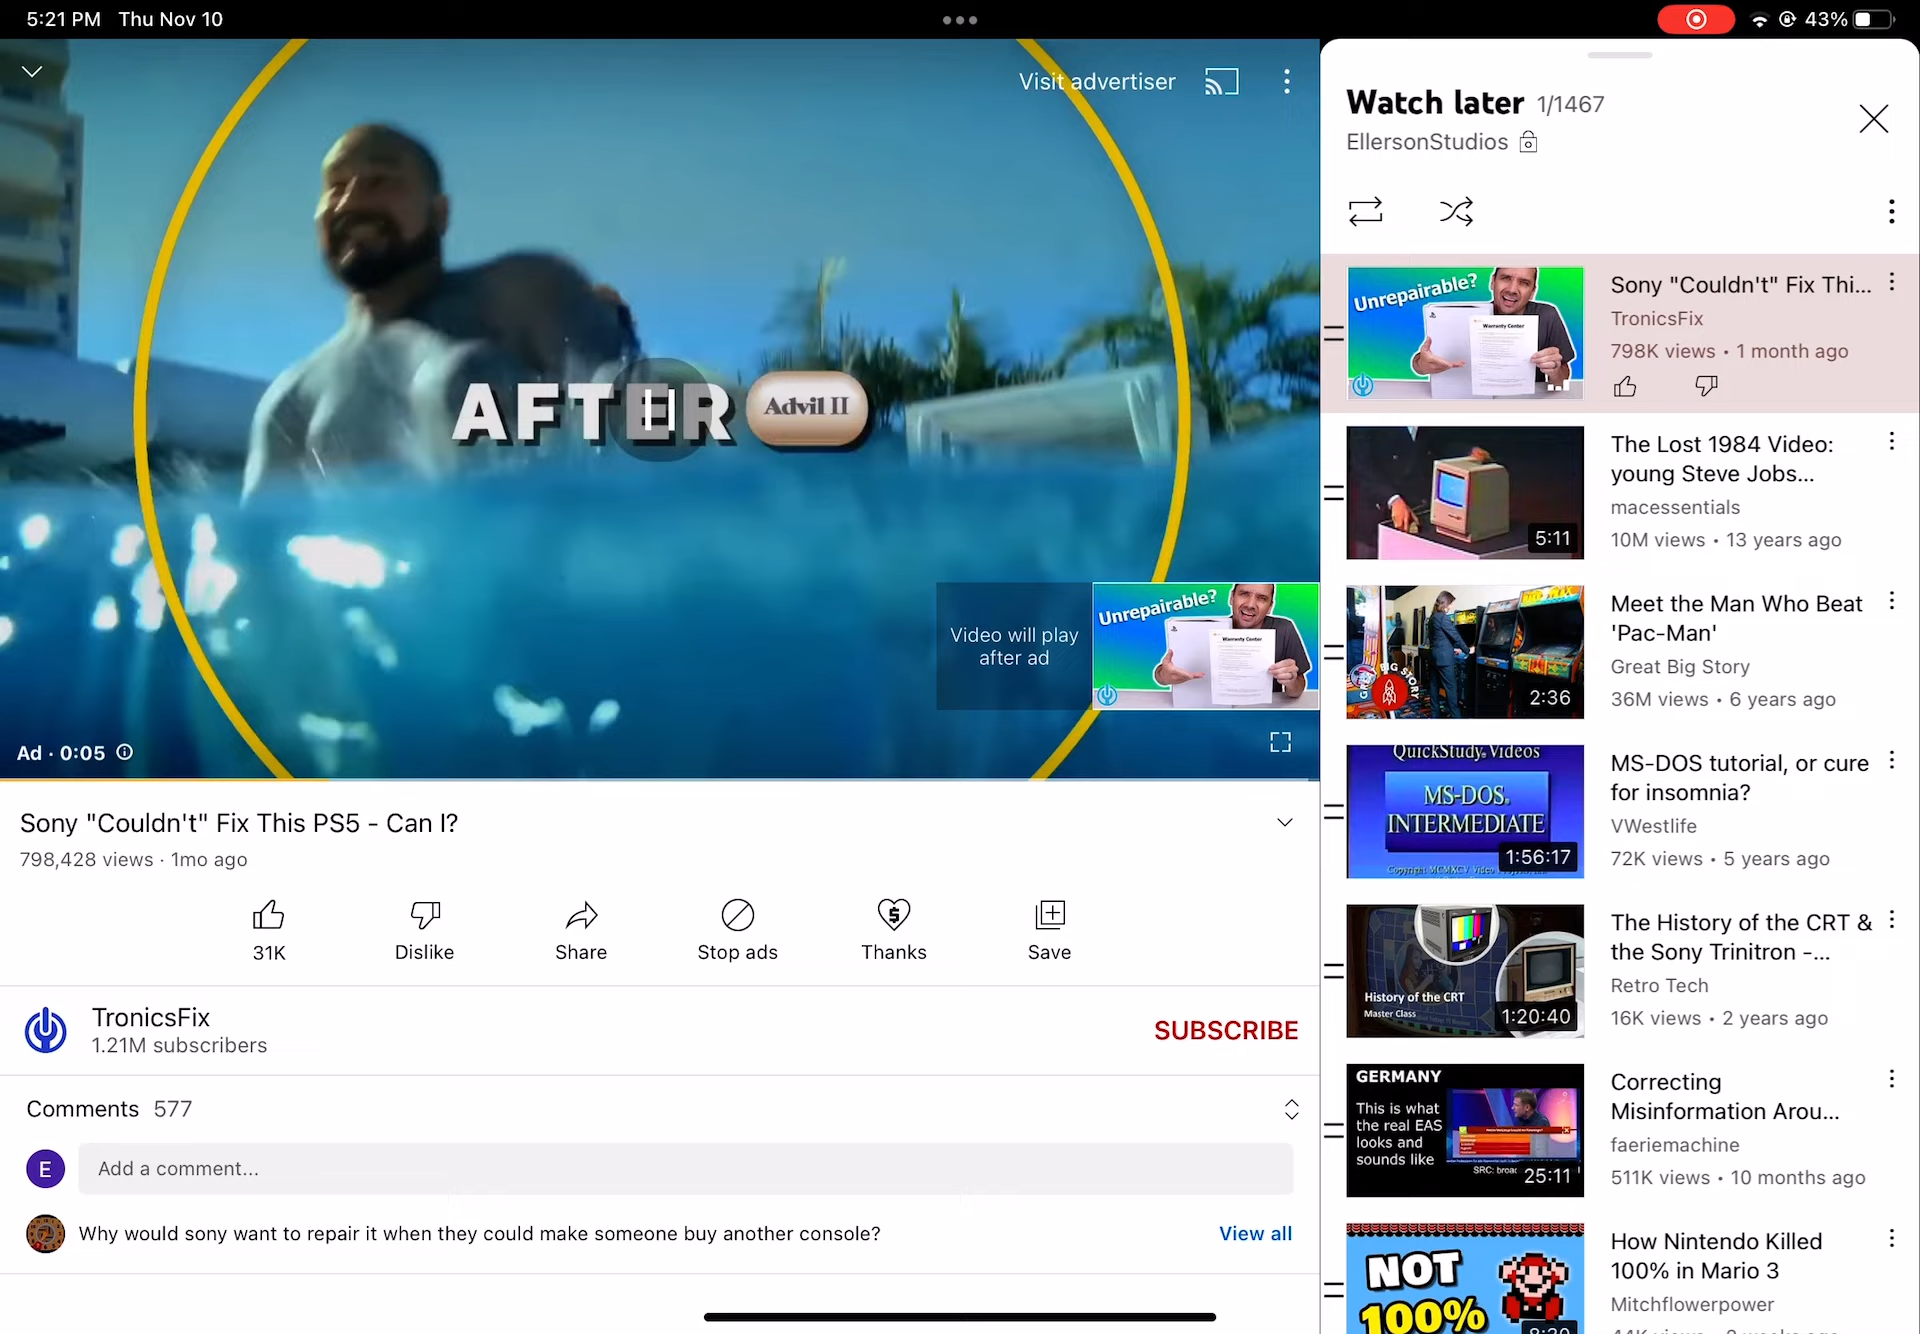 5:21 PM Thu Nov 10
43%
Visit advertiser
AFTER Advil II
Video will play
after ad
Unrepairable?
Warranty Center
Ad · 0:05
Sony "Couldn't" Fix This PS5 - Can I?
798,428 views · 1mo ago
31K
Dislike
Share
Stop ads
Thanks
Save
TronicsFix
1.21M subscribers
SUBSCRIBE
Comments 577
E
Add a comment...
Why would sony want to repair it when they could make someone buy another console?
View all
Watch later 1/1467
EllersonStudios
Unrepairable?
Warranty Center
Sony "Couldn't" Fix Thi...
TronicsFix
798K views • 1 month ago
5:11
The Lost 1984 Video:
young Steve Jobs...
macessentials
10M views • 13 years ago
BIG STORY
2:36
Meet the Man Who Beat
'Pac-Man'
Great Big Story
36M views • 6 years ago
QuickStudy Videos
MS-DOS
INTERMEDIATE
1:56:17
MS-DOS tutorial, or cure
for insomnia?
VWestlife
72K views • 5 years ago
History of the CRT
Master Class
1:20:40
The History of the CRT &
the Sony Trinitron -...
Retro Tech
16K views • 2 years ago
GERMANY
This is what
the real EAS
looks and
sounds like
SRC: broad
25:11
Correcting
Misinformation Arou...
faeriemachine
511K views • 10 months ago
NOT
100%
How Nintendo Killed
100% in Mario 3
Mitchflowerpower